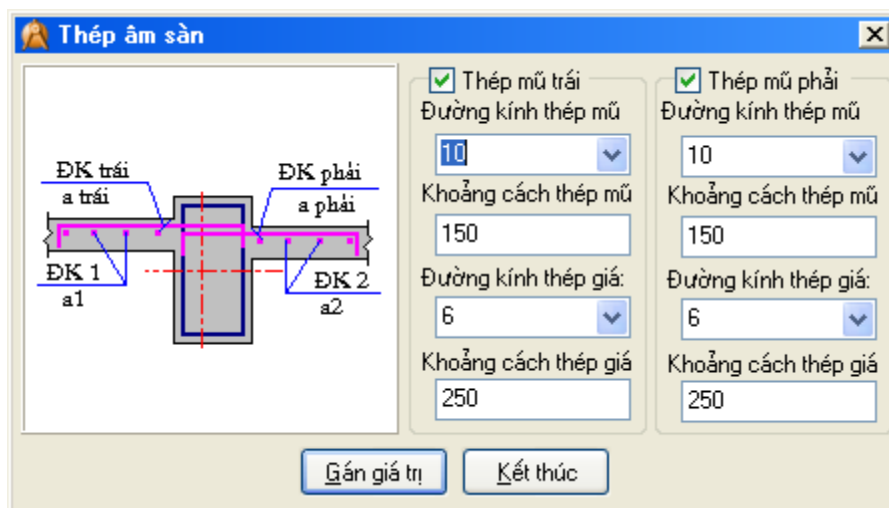 Thép âm sàn
ĐK trái
a trái
ĐK phải
a phải
ĐK 1
a1
ĐK 2
a2
Thép mũ trái
Đường kính thép mũ
10
Khoảng cách thép mũ
150
Đường kính thép giá:
6
Khoảng cách thép giá
250
Thép mũ phải
Đường kính thép mũ
10
Khoảng cách thép mũ
150
Đường kính thép giá:
6
Khoảng cách thép giá
250
Gán giá trị
Kết thúc